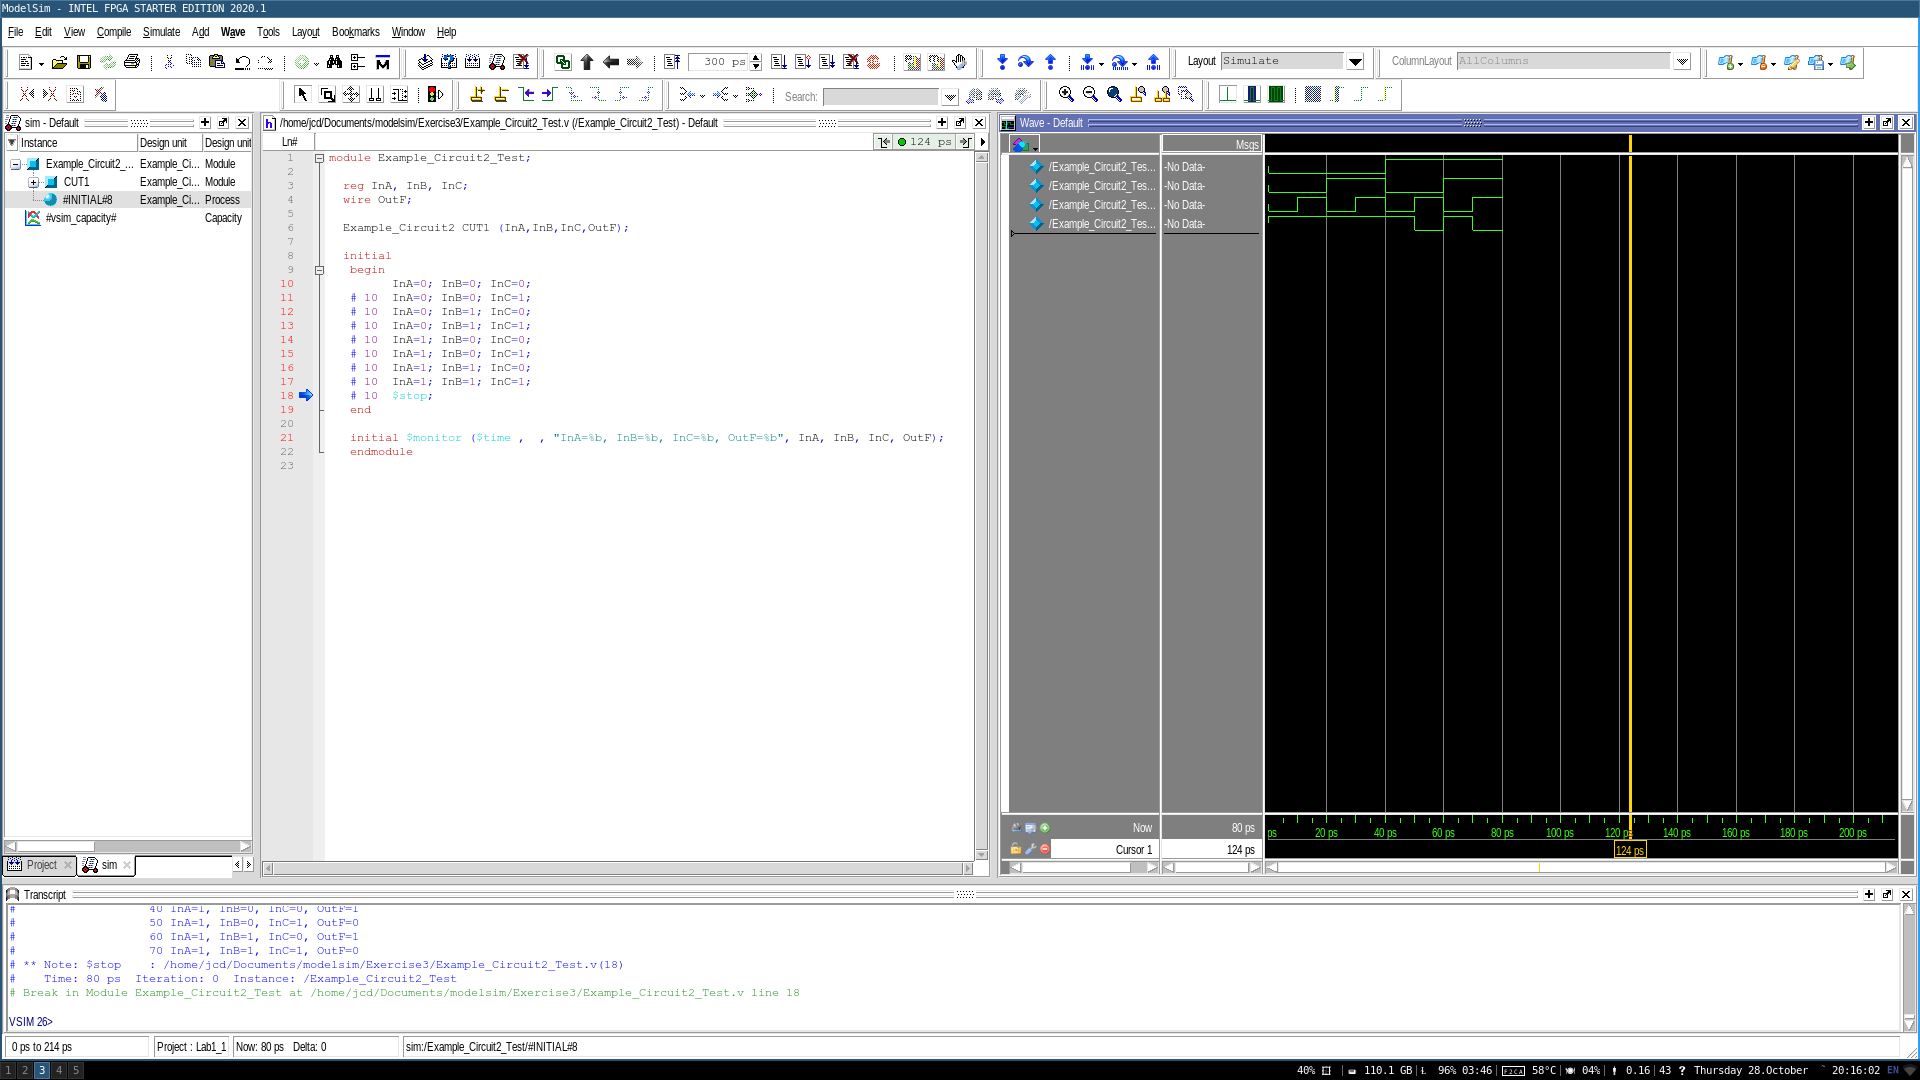 ModelSim - INTEL FPGA STARTER EDITION 2020.1
File Edit View Compile Simulate Add Wave Tools Layout Bookmarks Window Help
300 ps
Layout Simulate
ColumnLayout AllColumns
Search:
sim - Default
Instance Design unit Design unit
Example_Circuit2_... Example_Ci... Module
CUT1 Example_Ci... Module
#INITIAL#8 Example_Ci... Process
#vsim_capacity# Capacity
Project sim
/home/jcd/Documents/modelsim/Exercise3/Example_Circuit2_Test.v (/Example_Circuit2_Test) - Default
Ln#
124 ps
1 module Example_Circuit2_Test;
2
3 reg InA, InB, InC;
4 wire OutF;
5
6 Example_Circuit2 CUT1 (InA,InB,InC,OutF);
7
8 initial
9 begin
10 InA=0; InB=0; InC=0;
11 # 10 InA=0; InB=0; InC=1;
12 # 10 InA=0; InB=1; InC=0;
13 # 10 InA=0; InB=1; InC=1;
14 # 10 InA=1; InB=0; InC=0;
15 # 10 InA=1; InB=0; InC=1;
16 # 10 InA=1; InB=1; InC=0;
17 # 10 InA=1; InB=1; InC=1;
18 # 10 $stop;
19 end
20
21 initial $monitor ($time , , "InA=%b, InB=%b, InC=%b, OutF=%b", InA, InB, InC, OutF);
22 endmodule
23
Wave - Default
Msgs
/Example_Circuit2_Tes... -No Data-
/Example_Circuit2_Tes... -No Data-
/Example_Circuit2_Tes... -No Data-
/Example_Circuit2_Tes... -No Data-
Now 80 ps
ps 20 ps 40 ps 60 ps 80 ps 100 ps 120 ps 140 ps 160 ps 180 ps 200 ps
Cursor 1 124 ps
124 ps
Transcript
# 40 InA=1, InB=0, InC=0, OutF=1
# 50 InA=1, InB=0, InC=1, OutF=0
# 60 InA=1, InB=1, InC=0, OutF=1
# 70 InA=1, InB=1, InC=1, OutF=0
# ** Note: $stop : /home/jcd/Documents/modelsim/Exercise3/Example_Circuit2_Test.v(18)
# Time: 80 ps Iteration: 0 Instance: /Example_Circuit2_Test
# Break in Module Example_Circuit2_Test at /home/jcd/Documents/modelsim/Exercise3/Example_Circuit2_Test.v line 18
VSIM 26>
0 ps to 214 ps Project : Lab1_1 Now: 80 ps Delta: 0 sim:/Example_Circuit2_Test/#INITIAL#8
1 2 3 4 5
40% 110.1 GB 96% 03:46 58°C 04% 0.16 43 ? Thursday 28.October 20:16:02 EN